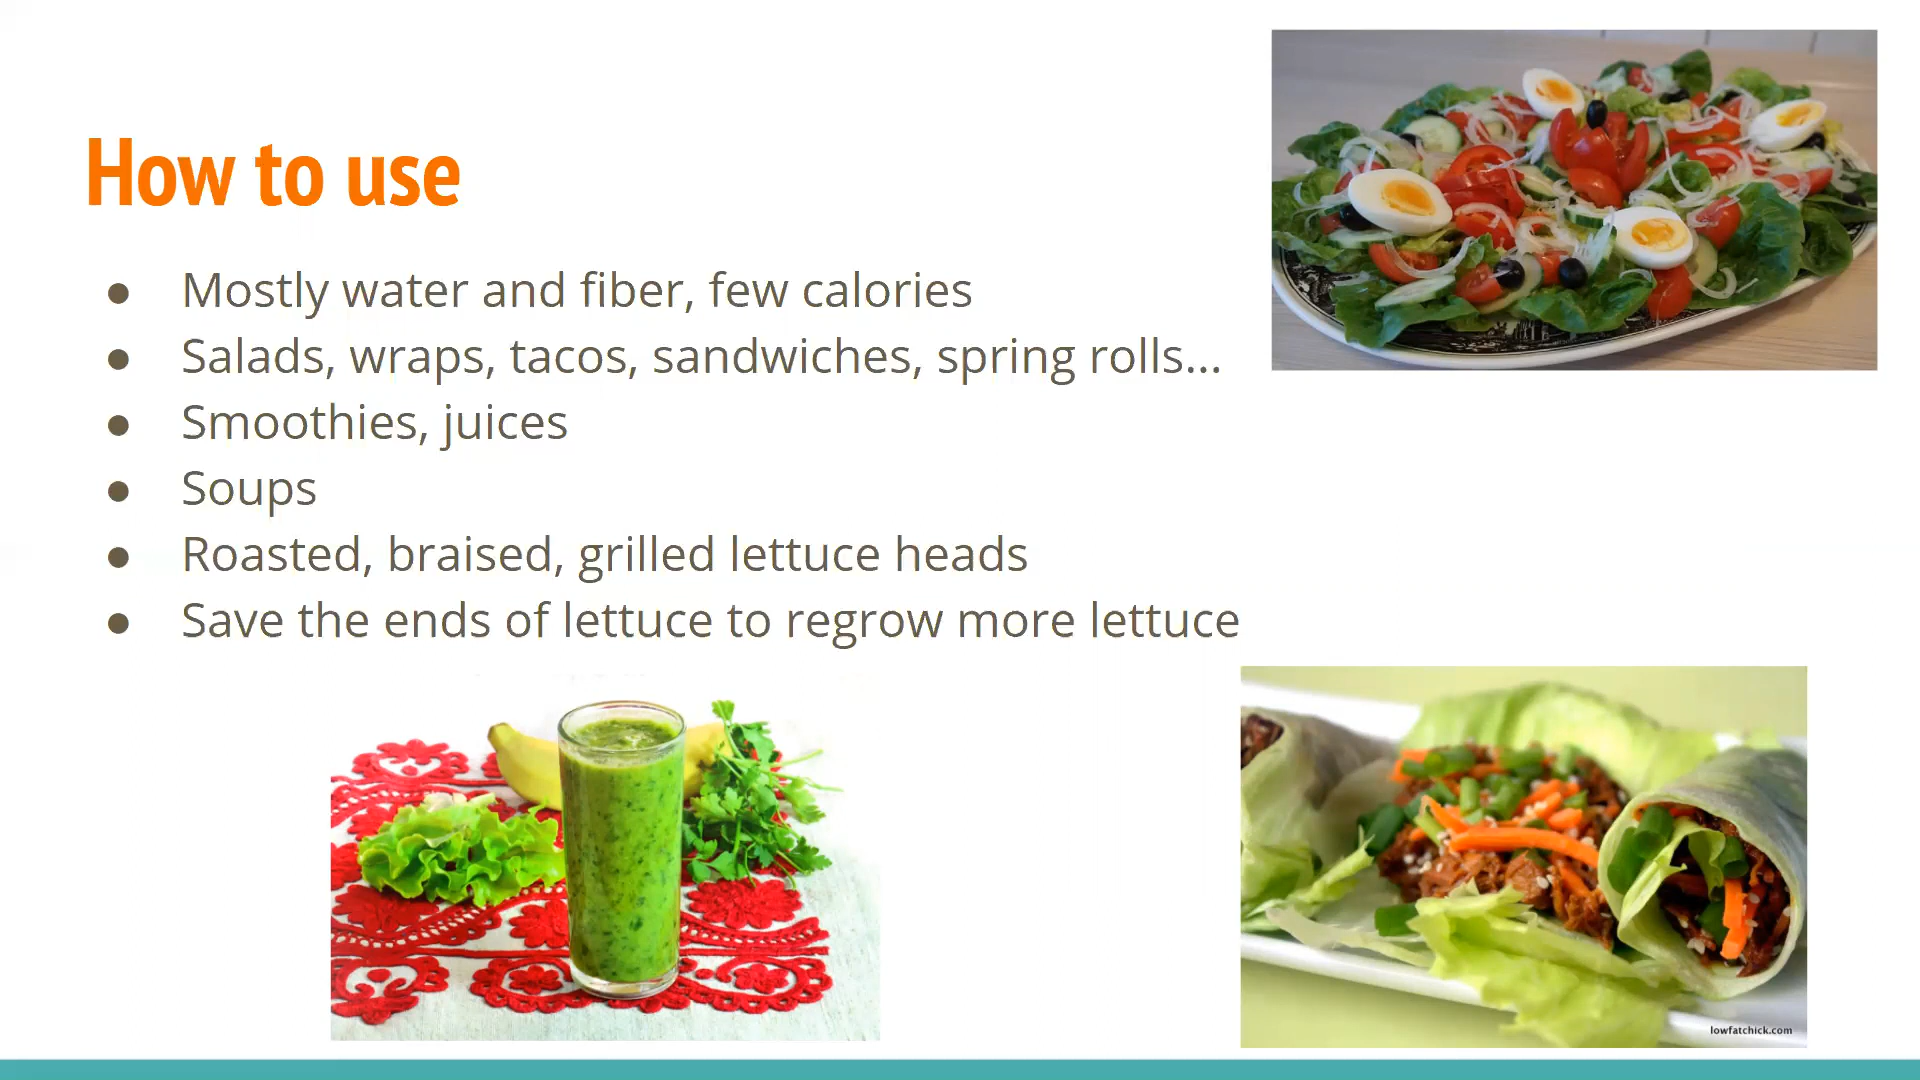 How to use
Mostly water and fiber, few calories
Salads, wraps, tacos, sandwiches, spring rolls...
Smoothies, juices
Soups
Roasted, braised, grilled lettuce heads
Save the ends of lettuce to regrow more lettuce
lowfatchick.com